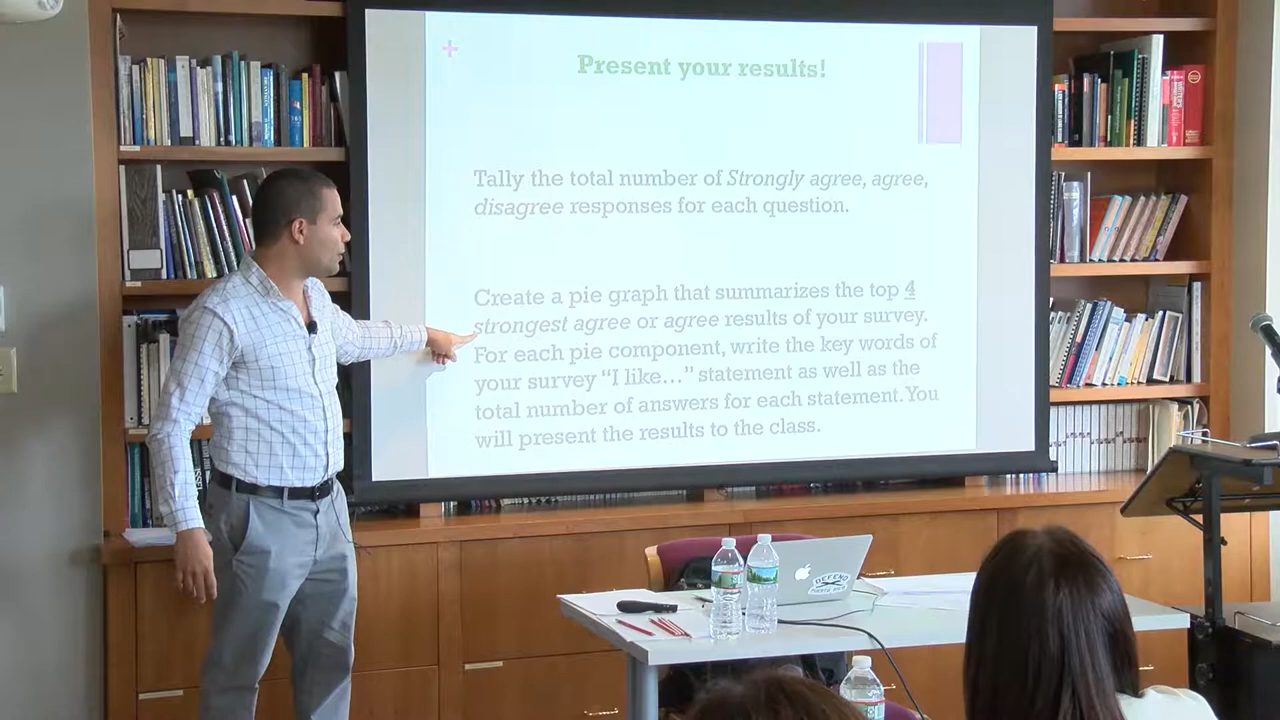 +
Present your results!
Tally the total number of Strongly agree, agree,
disagree responses for each question.
Create a pie graph that summarizes the top 4
strongest agree or agree results of your survey.
For each pie component, write the key words of
your survey “I like...” statement as well as the
total number of answers for each statement. You
will present the results to the class.
DEFEND
PUERTO RICO